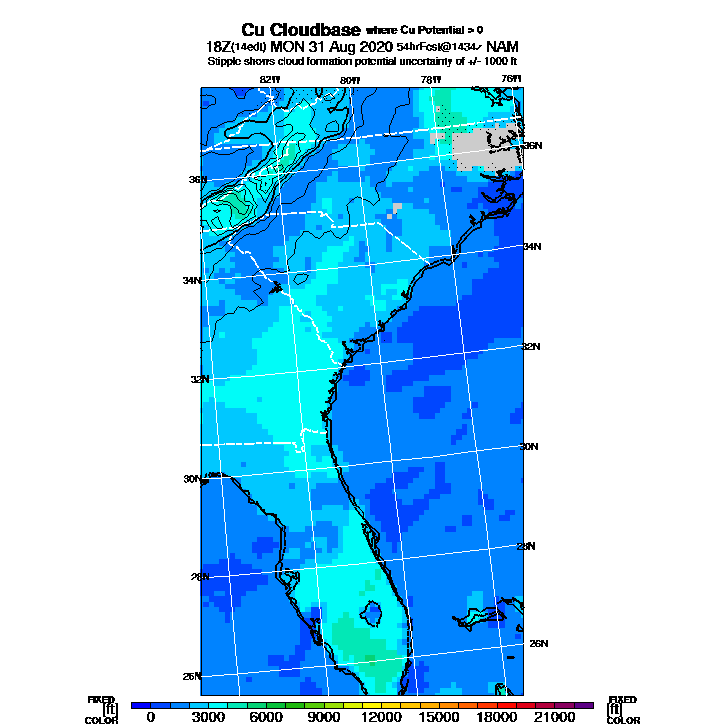 Cu Cloudbase where Cu Potential > 0
18Z(14edt) MON 31 Aug 2020 54hrFcst@1434z NAM
Stipple shows cloud formation potential uncertainty of +/- 1000 ft
82W 80W 78W 76W
36N
36N
34N
34N
32N
32N
30N
30N
28N
28N
26N
26N
FIXED
[ft]
COLOR
0 3000 6000 9000 12000 15000 18000 21000
FIXED
[ft]
COLOR